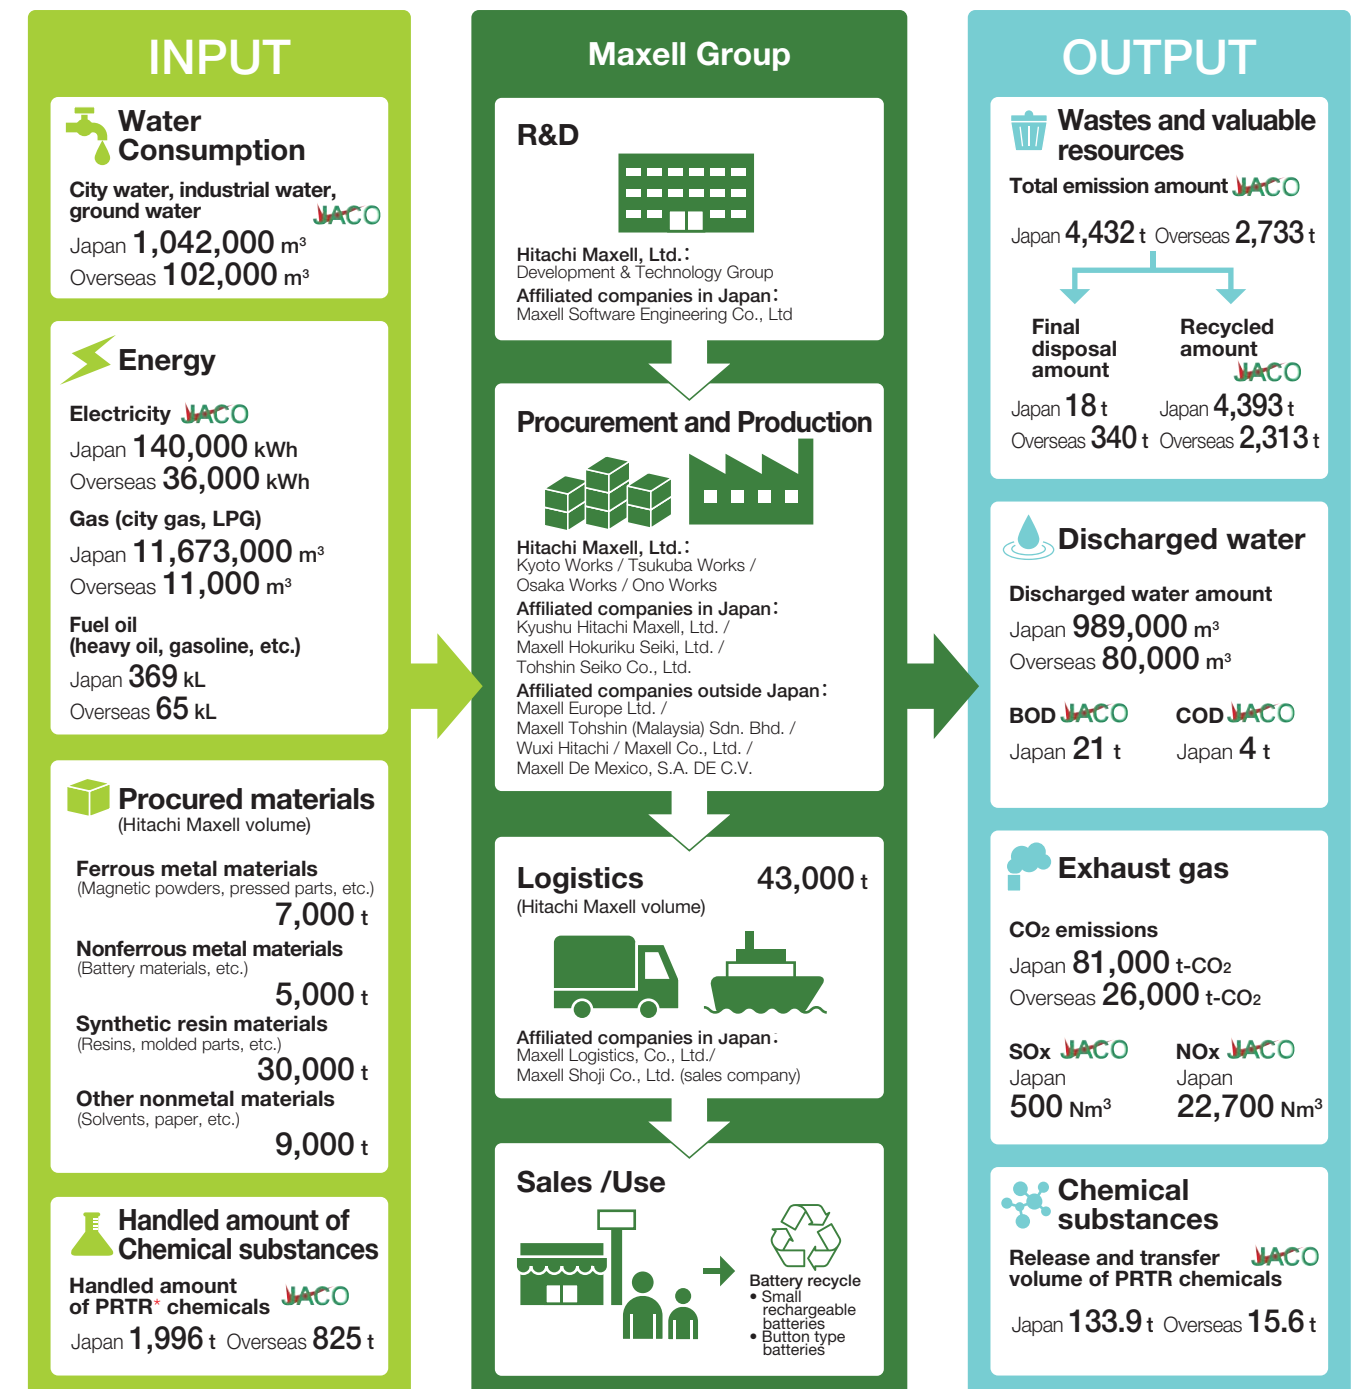 INPUT
Water
Consumption
City water, industrial water,
ground water
JACO
Japan 1,042,000 m³
Overseas 102,000 m³
Energy
Electricity JACO
Japan 140,000 kWh
Overseas 36,000 kWh
Gas (city gas, LPG)
Japan 11,673,000 m³
Overseas 11,000 m³
Fuel oil
(heavy oil, gasoline, etc.)
Japan 369 kL
Overseas 65 kL
Procured materials
(Hitachi Maxell volume)
Ferrous metal materials
(Magnetic powders, pressed parts, etc.)
7,000 t
Nonferrous metal materials
(Battery materials, etc.)
5,000 t
Synthetic resin materials
(Resins, molded parts, etc.)
30,000 t
Other nonmetal materials
(Solvents, paper, etc.)
9,000 t
Handled amount of
Chemical substances
Handled amount
of PRTR* chemicals JACO
Japan 1,996 t Overseas 825 t
Maxell Group
R&D
Hitachi Maxell, Ltd.:
Development & Technology Group
Affiliated companies in Japan:
Maxell Software Engineering Co., Ltd
Procurement and Production
Hitachi Maxell, Ltd.:
Kyoto Works / Tsukuba Works /
Osaka Works / Ono Works
Affiliated companies in Japan:
Kyushu Hitachi Maxell, Ltd. /
Maxell Hokuriku Seiki, Ltd. /
Tohshin Seiko Co., Ltd.
Affiliated companies outside Japan:
Maxell Europe Ltd. /
Maxell Tohshin (Malaysia) Sdn. Bhd. /
Wuxi Hitachi / Maxell Co., Ltd. /
Maxell De Mexico, S.A. DE C.V.
Logistics 43,000 t
(Hitachi Maxell volume)
Affiliated companies in Japan:
Maxell Logistics, Co., Ltd./
Maxell Shoji Co., Ltd. (sales company)
Sales /Use
Battery recycle
• Small
rechargeable
batteries
• Button type
batteries
OUTPUT
Wastes and valuable
resources
Total emission amount JACO
Japan 4,432 t Overseas 2,733 t
Final
disposal
amount
Japan 18 t
Overseas 340 t
Recycled
amount
JACO
Japan 4,393 t
Overseas 2,313 t
Discharged water
Discharged water amount
Japan 989,000 m³
Overseas 80,000 m³
BOD JACO
Japan 21 t
COD JACO
Japan 4 t
Exhaust gas
CO₂ emissions
Japan 81,000 t-CO₂
Overseas 26,000 t-CO₂
SOx JACO
Japan
500 Nm³
NOx JACO
Japan
22,700 Nm³
Chemical
substances
Release and transfer JACO
volume of PRTR chemicals
Japan 133.9 t Overseas 15.6 t